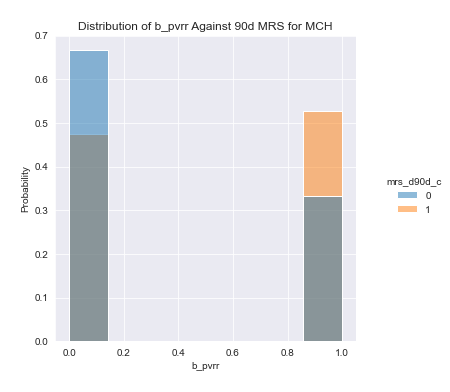 Distribution of b_pvrr Against 90d MRS for MCH
0.7
0.6
0.5
0.4
0.3
0.2
0.1
0.0
Probability
0.0 0.2 0.4 0.6 0.8 1.0
b_pvrr
mrs_d90d_c
0
1